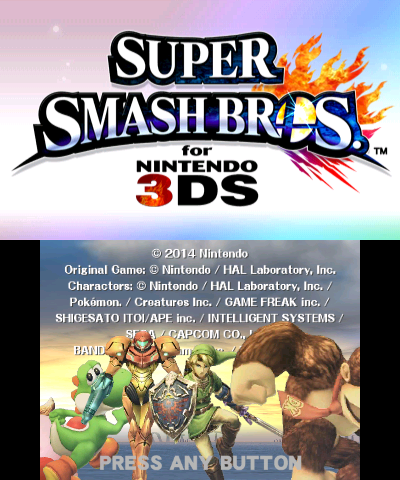 SUPER
SMASH BROS.™
for
NINTENDO
3DS
© 2014 Nintendo
Original Game: © Nintendo / HAL Laboratory, Inc.
Characters: © Nintendo / HAL Laboratory, Inc. /
Pokémon. / Creatures Inc. / GAME FREAK inc. /
SHIGESATO ITOI/APE inc. / INTELLIGENT SYSTEMS /
/ CAPCOM CO.,
PRESS ANY BUTTON